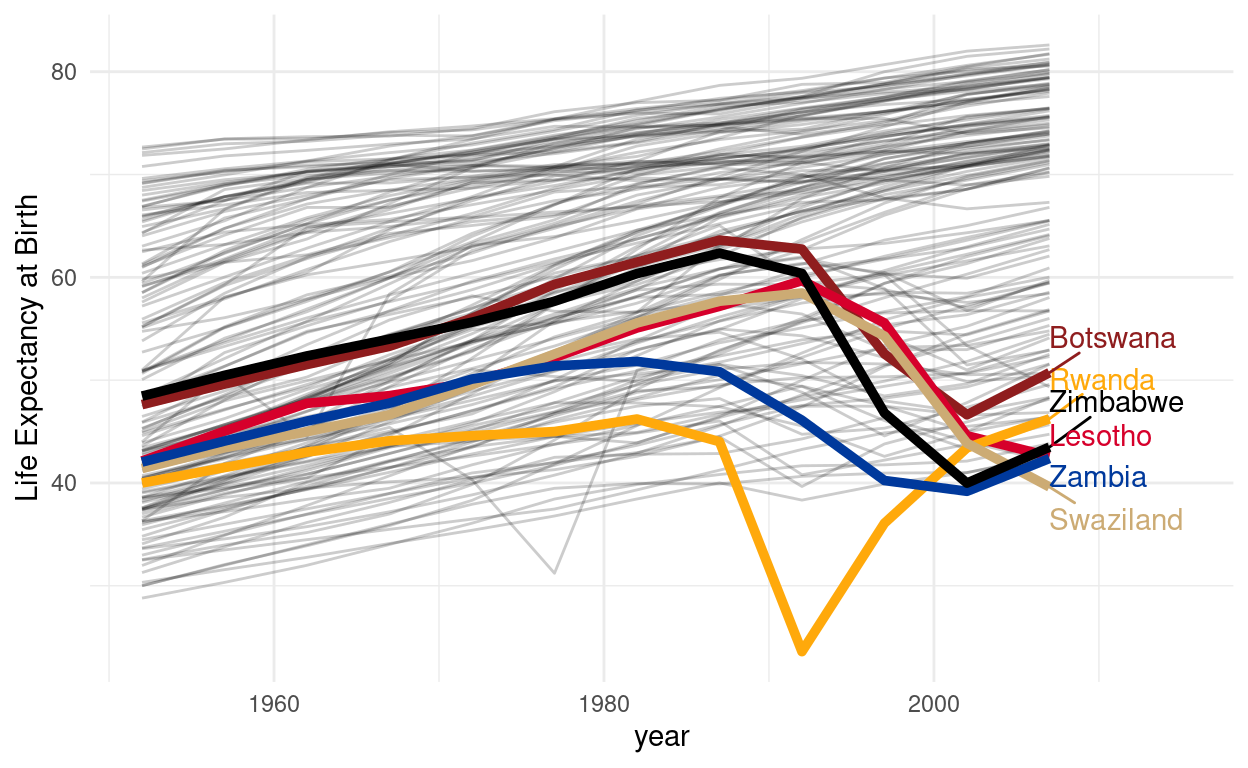 80
60
40
Life Expectancy at Birth
Botswana
Rwanda
Zimbabwe
Lesotho
Zambia
Swaziland
1960
1980
2000
year